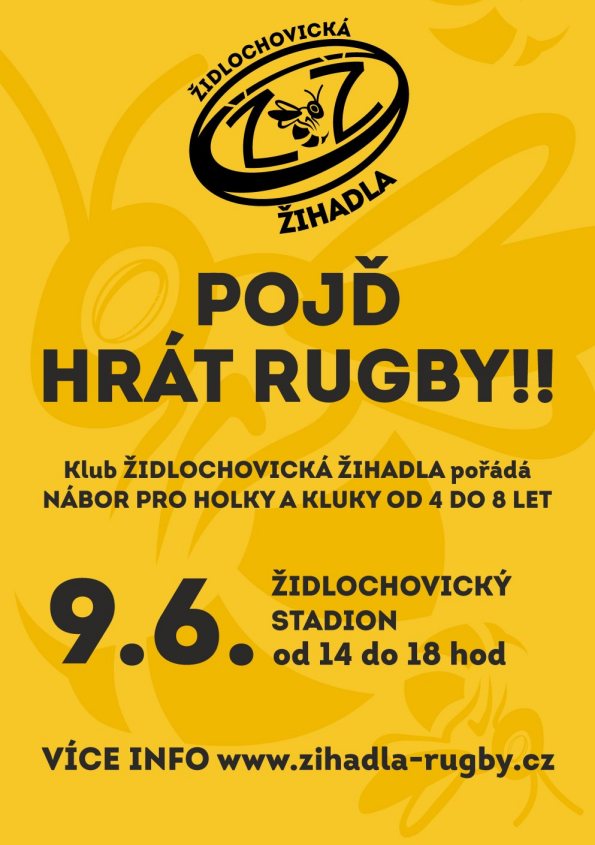 ŽIDLOCHOVICKÁ
ŽŽ
ŽIHADLA
POJĎ
HRÁT RUGBY!!
Klub ŽIDLOCHOVICKÁ ŽIHADLA pořádá
NÁBOR PRO HOLKY A KLUKY OD 4 DO 8 LET
9.6.
ŽIDLOCHOVICKÝ
STADION
od 14 do 18 hod
VÍCE INFO www.zihadla-rugby.cz